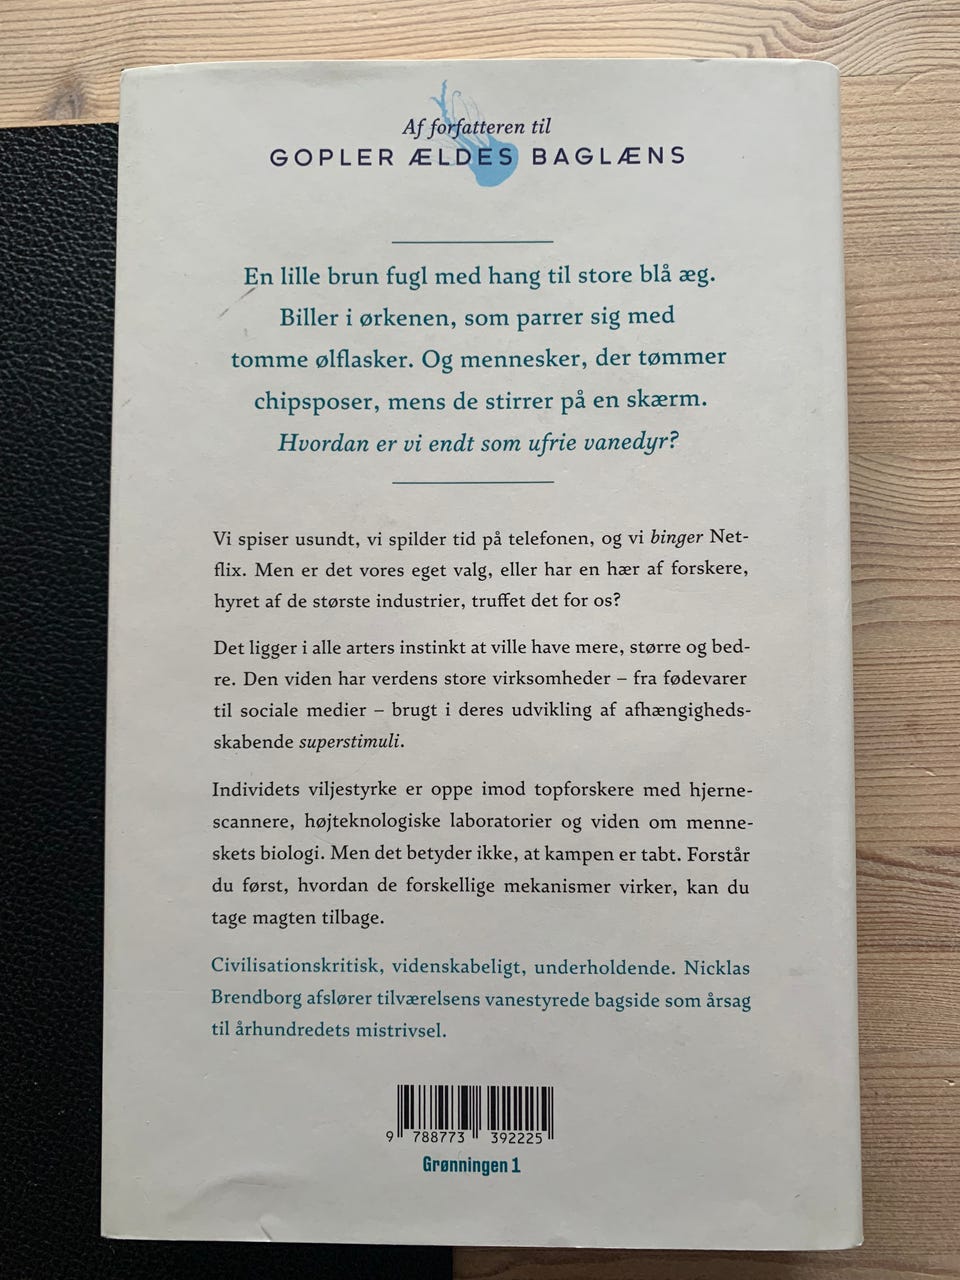 Af forfatteren til
GOPLER ÆLDES BAGLÆNS
En lille brun fugl med hang til store blå æg.
Biller i ørkenen, som parrer sig med
tomme ølflasker. Og mennesker, der tømmer
chipsposer, mens de stirrer på en skærm.
Hvordan er vi endt som ufrie vanedyr?
Vi spiser usundt, vi spilder tid på telefonen, og vi binger Net-
flix. Men er det vores eget valg, eller har en hær af forskere,
hyret af de største industrier, truffet det for os?
Det ligger i alle arters instinkt at ville have mere, større og bed-
re. Den viden har verdens store virksomheder – fra fødevarer
til sociale medier – brugt i deres udvikling af afhængigheds-
skabende superstimuli.
Individets viljestyrke er oppe imod topforskere med hjerne-
scannere, højteknologiske laboratorier og viden om menne-
skets biologi. Men det betyder ikke, at kampen er tabt. Forstår
du først, hvordan de forskellige mekanismer virker, kan du
tage magten tilbage.
Civilisationskritisk, videnskabeligt, underholdende. Nicklas
Brendborg afslører tilværelsens vanestyrede bagside som årsag
til århundredets mistrivsel.
9 788773 392225
Grønningen 1